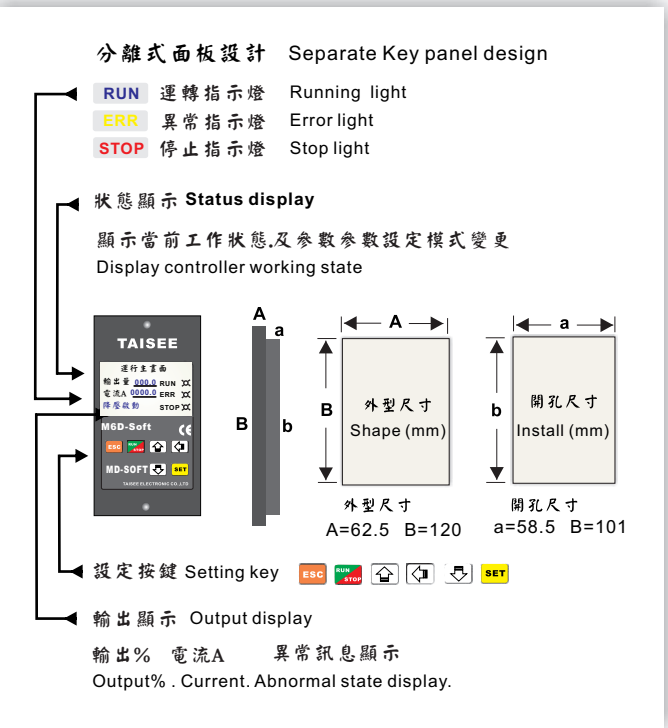 分離式面板設計 Separate Key panel design
RUN 運轉指示燈 Running light
ERR 異常指示燈 Error light
STOP 停止指示燈 Stop light
狀態顯示 Status display
顯示當前工作狀態.及參數參數設定模式變更
Display controller working state
TAISEE
運行主畫面
輸出量 000.0 RUN
電流A 0000.0 ERR
降壓啟動 STOP
M6D-Soft CE
ESC RUN STOP
MD-SOFT SET
TAISEE ELECTRONIC CO.,LTD
A
a
B b
A
B
外型尺寸
Shape (mm)
外型尺寸
A=62.5 B=120
a
b
開孔尺寸
Install (mm)
開孔尺寸
a=58.5 B=101
設定按鍵 Setting key ESC RUN STOP SET
輸出顯示 Output display
輸出% 電流A 異常訊息顯示
Output% . Current. Abnormal state display.